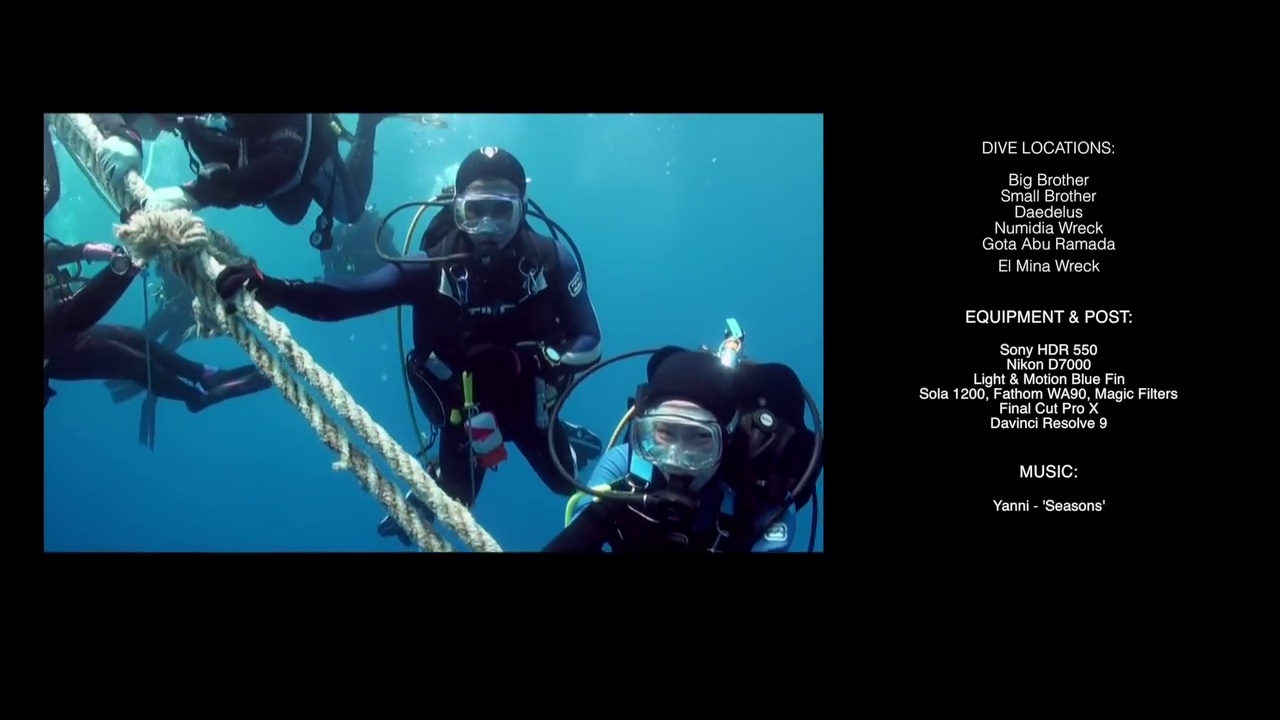 DIVE LOCATIONS:
Big Brother
Small Brother
Daedelus
Numidia Wreck
Gota Abu Ramada
El Mina Wreck
EQUIPMENT & POST:
Sony HDR 550
Nikon D7000
Light & Motion Blue Fin
Sola 1200, Fathom WA90, Magic Filters
Final Cut Pro X
Davinci Resolve 9
MUSIC:
Yanni - 'Seasons'